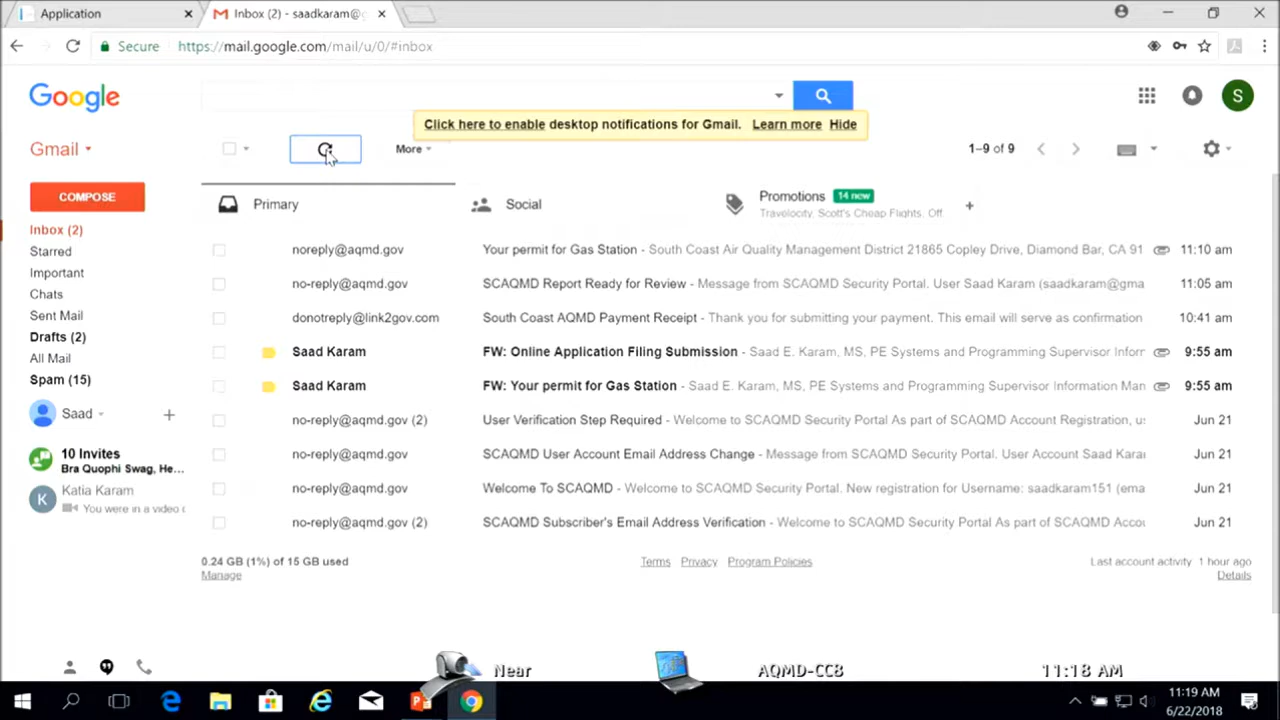 Application
Inbox (2) - saadkaram@g
Secure
https://mail.google.com/mail/u/0/#inbox
Google
S
Click here to enable desktop notifications for Gmail. Learn more Hide
Gmail
More
1–9 of 9
COMPOSE
Primary
Social
Promotions 14 new
Travelocity, Scott's Cheap Flights, Off
Inbox (2)
Starred
Important
Chats
Sent Mail
Drafts (2)
All Mail
Spam (15)
Saad
10 Invites
Bra Quophi Swag, He...
K
Katia Karam
You were in a video c
noreply@aqmd.gov Your permit for Gas Station - South Coast Air Quality Management District 21865 Copley Drive, Diamond Bar, CA 91 11:10 am
no-reply@aqmd.gov SCAQMD Report Ready for Review - Message from SCAQMD Security Portal. User Saad Karam (saadkaram@gma 11:05 am
donotreply@link2gov.com South Coast AQMD Payment Receipt - Thank you for submitting your payment. This email will serve as confirmation 10:41 am
Saad Karam FW: Online Application Filing Submission - Saad E. Karam, MS, PE Systems and Programming Supervisor Inform 9:55 am
Saad Karam FW: Your permit for Gas Station - Saad E. Karam, MS, PE Systems and Programming Supervisor Information Man 9:55 am
no-reply@aqmd.gov (2) User Verification Step Required - Welcome to SCAQMD Security Portal As part of SCAQMD Account Registration, us Jun 21
no-reply@aqmd.gov SCAQMD User Account Email Address Change - Message from SCAQMD Security Portal. User Account Saad Karam Jun 21
no-reply@aqmd.gov Welcome To SCAQMD - Welcome to SCAQMD Security Portal. New registration for Username: saadkaram151 (ema Jun 21
no-reply@aqmd.gov (2) SCAQMD Subscriber's Email Address Verification - Welcome to SCAQMD Security Portal As part of SCAQMD Accou Jun 21
0.24 GB (1%) of 15 GB used
Manage
Terms Privacy Program Policies
Last account activity 1 hour ago
Details
Near
AQMD-CC8
11:18 AM
11:19 AM
6/22/2018